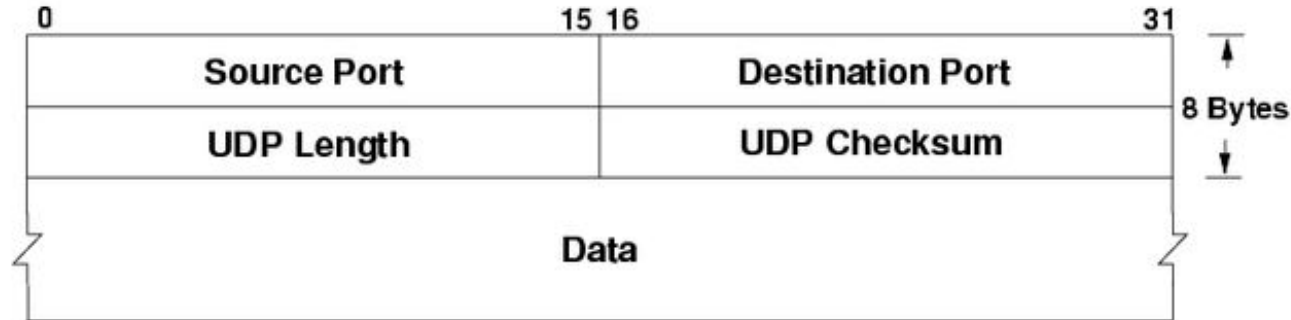 0 15 16 31
Source Port Destination Port
8 Bytes
UDP Length UDP Checksum
Data